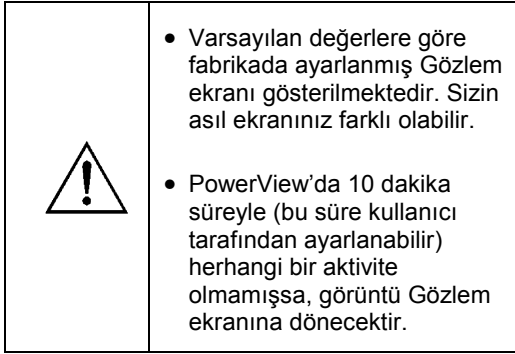 • Varsayılan değerlere göre
fabrikada ayarlanmış Gözlem
ekranı gösterilmektedir. Sizin
asıl ekranınız farklı olabilir.
• PowerView’da 10 dakika
süreyle (bu süre kullanıcı
tarafından ayarlanabilir)
herhangi bir aktivite
olmamışsa, görüntü Gözlem
ekranına dönecektir.